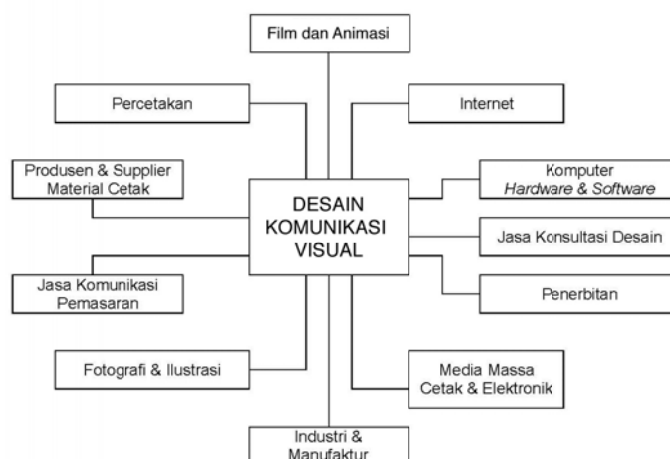 Film dan Animasi
Percetakan
Internet
Produsen & Supplier
Material Cetak
Komputer
Hardware & Software
DESAIN
KOMUNIKASI
VISUAL
Jasa Konsultasi Desain
Jasa Komunikasi
Pemasaran
Penerbitan
Fotografi & Ilustrasi
Media Massa
Cetak & Elektronik
Industri &
Manufaktur